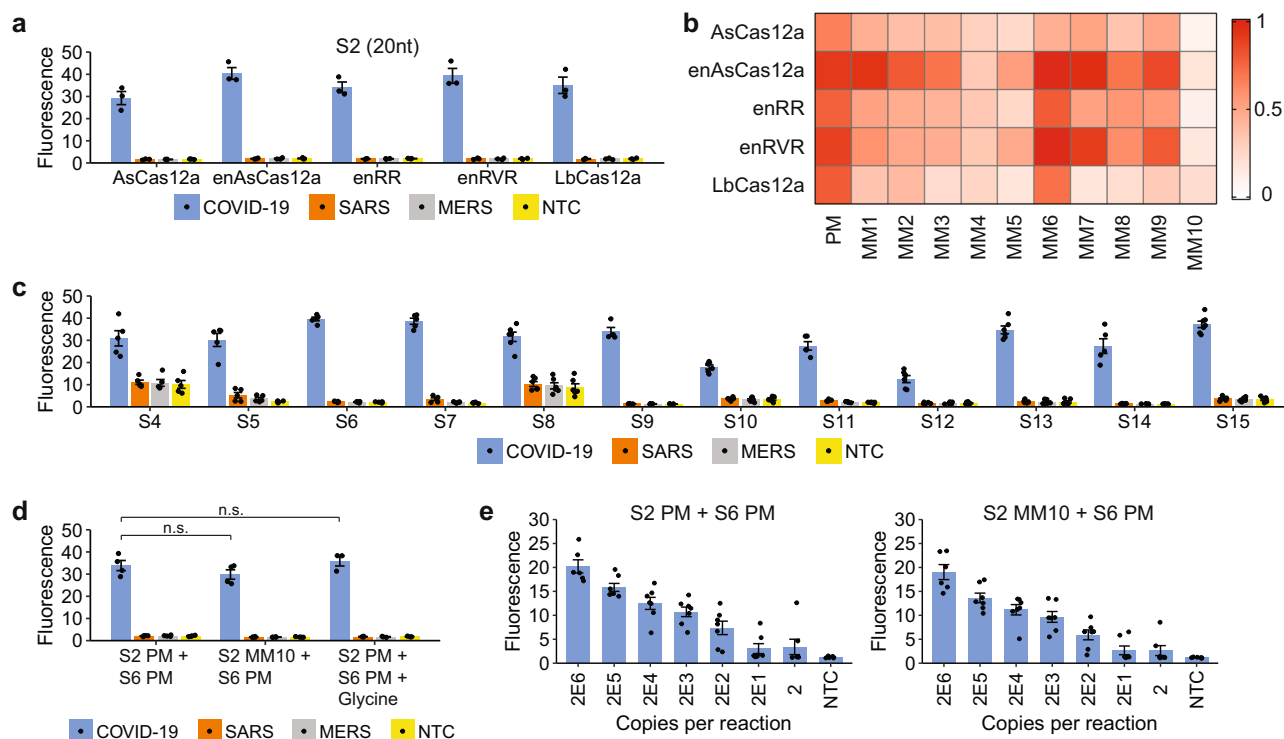 a
S2 (20nt)
Fluorescence
50
40
30
20
10
0
AsCas12a enAsCas12a enRR enRVR LbCas12a
COVID-19 SARS MERS NTC
b
AsCas12a
enAsCas12a
enRR
enRVR
LbCas12a
PM MM1 MM2 MM3 MM4 MM5 MM6 MM7 MM8 MM9 MM10
1
0.5
0
c
Fluorescence
50
40
30
20
10
0
S4 S5 S6 S7 S8 S9 S10 S11 S12 S13 S14 S15
COVID-19 SARS MERS NTC
d
n.s.
n.s.
Fluorescence
50
40
30
20
10
0
S2 PM + S6 PM
S2 MM10 + S6 PM
S2 PM + S6 PM + Glycine
COVID-19 SARS MERS NTC
e
S2 PM + S6 PM
Fluorescence
30
25
20
15
10
5
0
2E6 2E5 2E4 2E3 2E2 2E1 2 NTC
Copies per reaction
S2 MM10 + S6 PM
Fluorescence
30
25
20
15
10
5
0
2E6 2E5 2E4 2E3 2E2 2E1 2 NTC
Copies per reaction